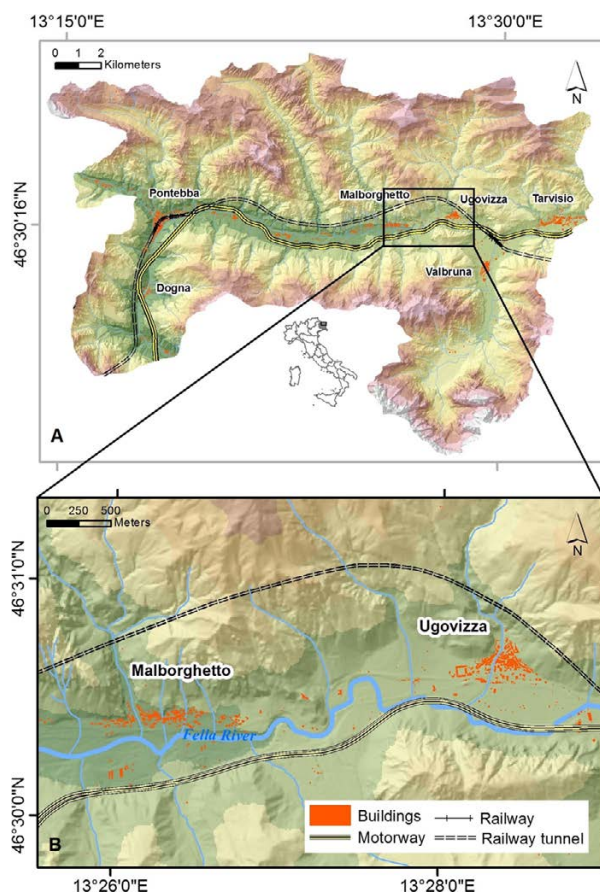 13°15'0"E
13°30'0"E
0 1 2
Kilometers
N
46°30'16"N
Pontebba
Malborghetto
Ugovizza
Tarvisio
Valbruna
Dogna
A
0 250 500
Meters
N
46°31'0"N
Ugovizza
Malborghetto
Fella River
46°30'0"N
Buildings
Railway
Motorway
Railway tunnel
B
13°26'0"E
13°28'0"E